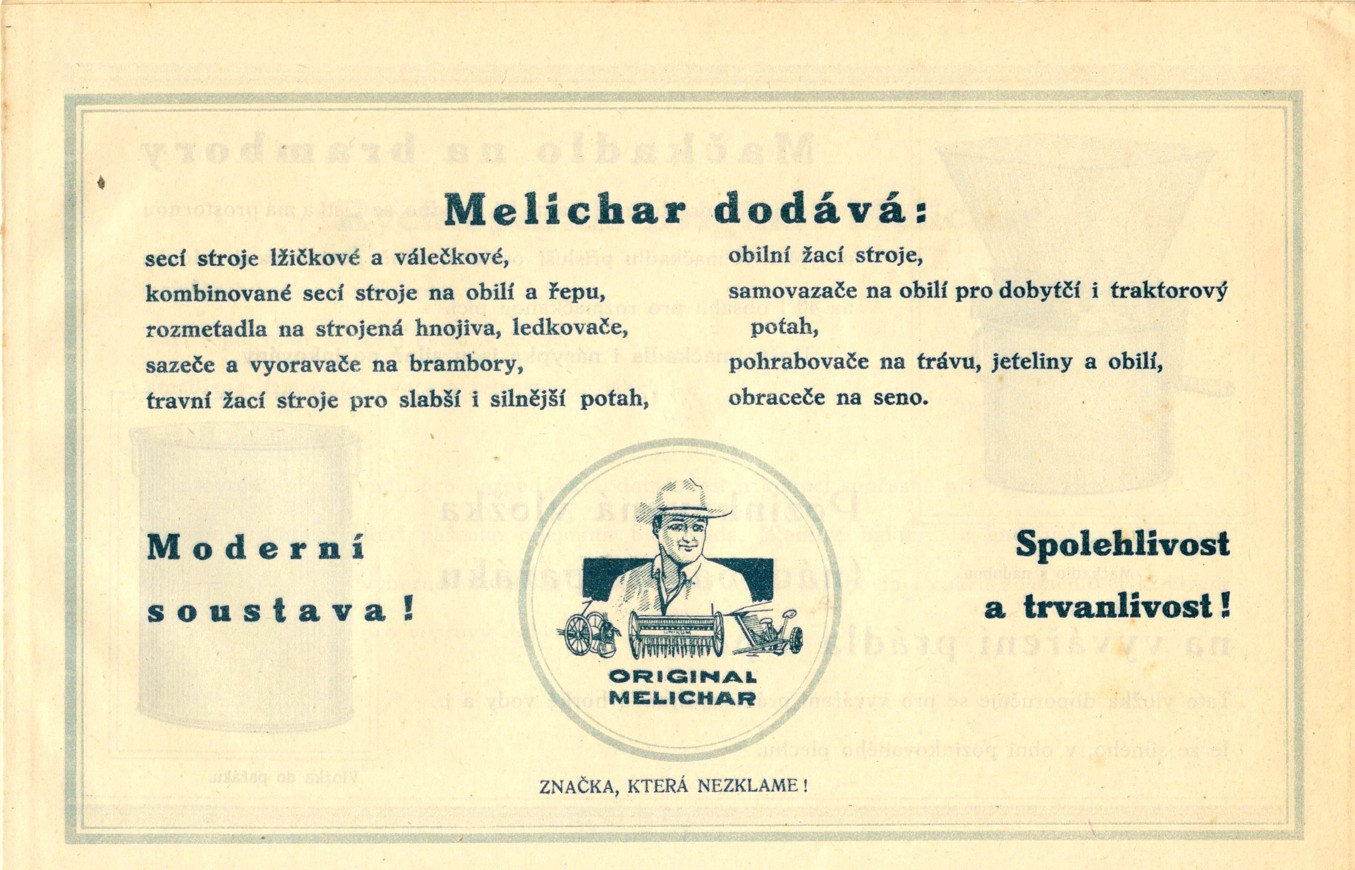 Melichar dodává:
secí stroje lžičkové a válečkové,
kombinované secí stroje na obilí a řepu,
rozmetadla na strojená hnojiva, ledkovače,
sazeče a vyoravače na brambory,
travní žací stroje pro slabší i silnější potah,
obilní žací stroje,
samovazače na obilí pro dobytčí i traktorový
potah,
pohrabovače na trávu, jeteliny a obilí,
obraceče na seno.
Moderní
soustava!
Spolehlivost
a trvanlivost!
ORIGINAL
MELICHAR
ZNAČKA, KTERÁ NEZKLAME!